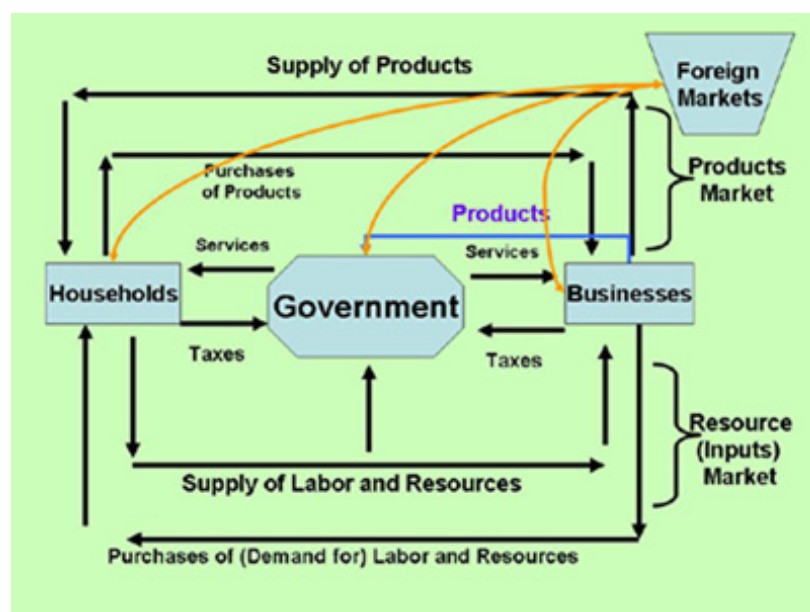 Supply of Products
Foreign
Markets
Purchases
of Products
Products
Market
Products
Services
Services
Households
Government
Businesses
Taxes
Taxes
Resource
(Inputs)
Market
Supply of Labor and Resources
Purchases of (Demand for) Labor and Resources